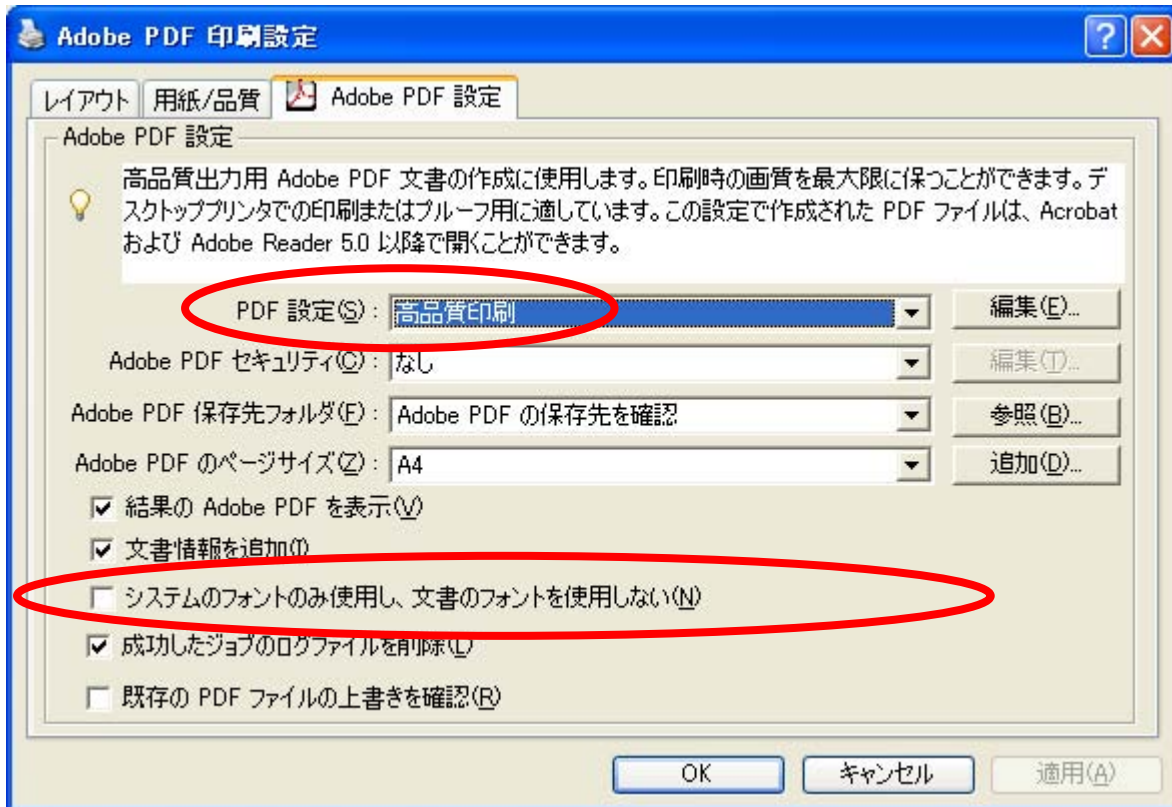 Adobe PDF 印刷設定
レイアウト 用紙/品質 Adobe PDF 設定
Adobe PDF 設定
高品質出力用 Adobe PDF 文書の作成に使用します。印刷時の画質を最大限に保つことができます。デ
スクトッププリンタでの印刷またはプルーフ用に適しています。この設定で作成された PDF ファイルは、Acrobat
および Adobe Reader 5.0 以降で開くことができます。
PDF 設定(S): 高品質印刷 編集(E)...
Adobe PDF セキュリティ(C): なし 編集(T)...
Adobe PDF 保存先フォルダ(F): Adobe PDF の保存先を確認 参照(B)...
Adobe PDF のページサイズ(Z): A4 追加(D)...
結果の Adobe PDF を表示(V)
文書情報を追加(I)
システムのフォントのみ使用し、文書のフォントを使用しない(N)
成功したジョブのログファイルを削除(L)
既存の PDF ファイルの上書きを確認(R)
OK キャンセル 適用(A)